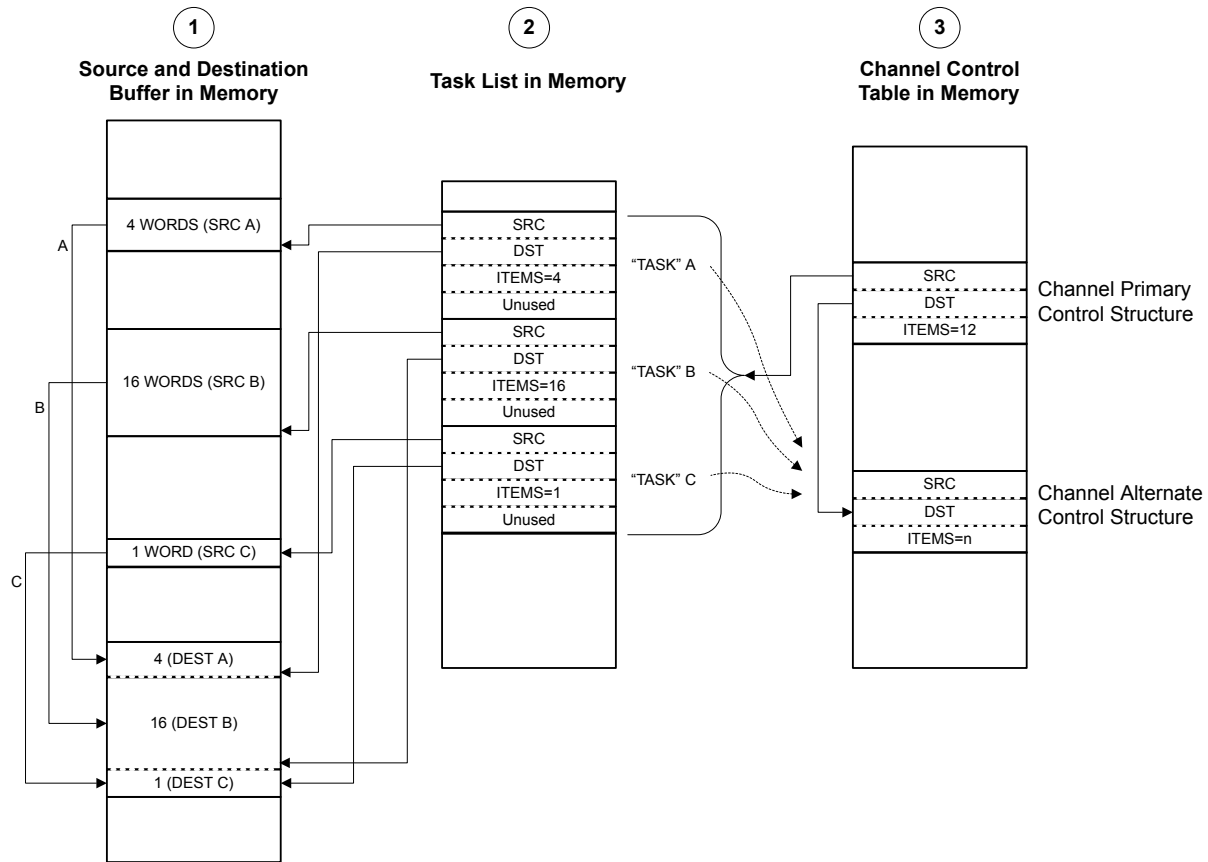 1
Source and Destination
Buffer in Memory
4 WORDS (SRC A)
A
16 WORDS (SRC B)
B
1 WORD (SRC C)
C
4 (DEST A)
16 (DEST B)
1 (DEST C)
2
Task List in Memory
SRC
DST
ITEMS=4
Unused
SRC
DST
ITEMS=16
Unused
SRC
DST
ITEMS=1
Unused
“TASK” A
“TASK” B
“TASK” C
3
Channel Control
Table in Memory
SRC
DST
ITEMS=12
Channel Primary
Control Structure
SRC
DST
ITEMS=n
Channel Alternate
Control Structure